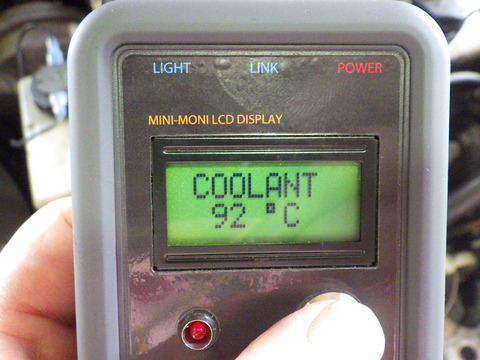 LIGHT LINK POWER
MINI-MONI LCD DISPLAY
COOLANT
92 °C